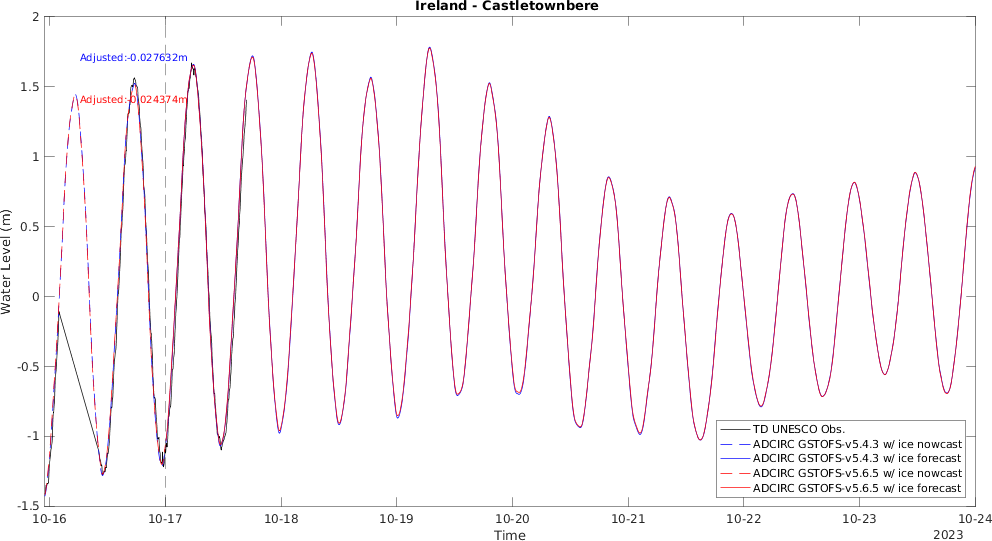 Ireland - Castletownbere
Water Level (m)
2
1.5
1
0.5
0
-0.5
-1
-1.5
Adjusted:-0.027632m
Adjusted:-0.024374m
TD UNESCO Obs.
ADCIRC GSTOFS-v5.4.3 w/ ice nowcast
ADCIRC GSTOFS-v5.4.3 w/ ice forecast
ADCIRC GSTOFS-v5.6.5 w/ ice nowcast
ADCIRC GSTOFS-v5.6.5 w/ ice forecast
10-16 10-17 10-18 10-19 10-20 10-21 10-22 10-23 10-24
Time
2023